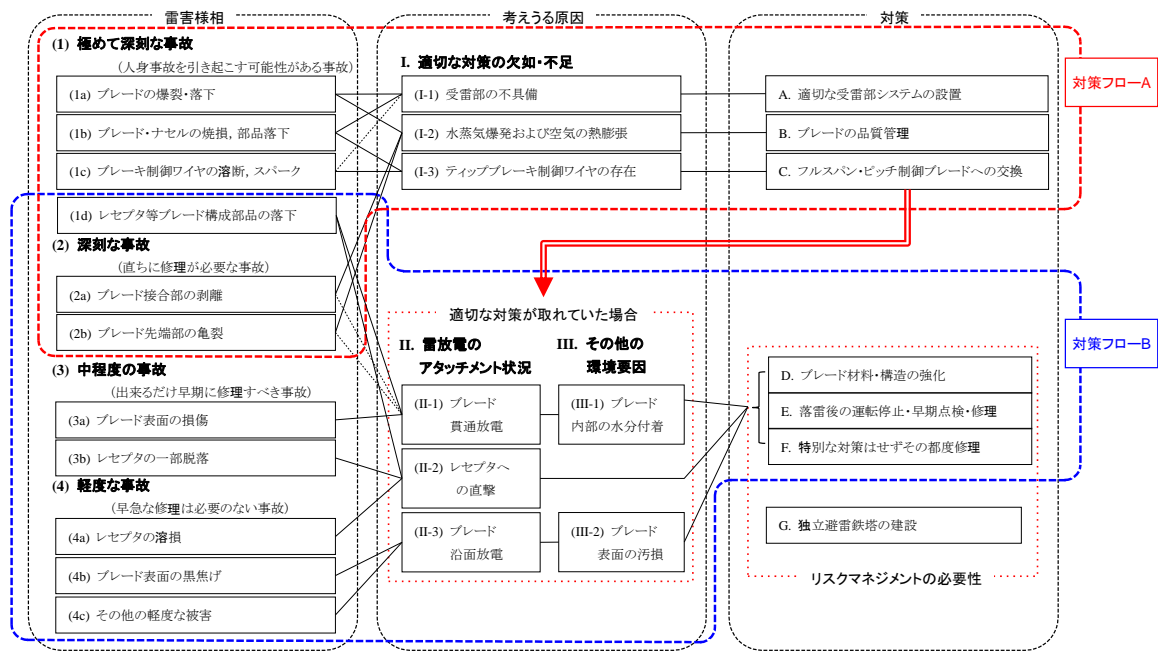 雷害様相
考えうる原因
対策
(1) 極めて深刻な事故
(人身事故を引き起こす可能性がある事故)
(1a) ブレードの爆裂・落下
(1b) ブレード・ナセルの焼損, 部品落下
(1c) ブレーキ制御ワイヤの溶断, スパーク
(1d) レセプタ等ブレード構成部品の落下
(2) 深刻な事故
(直ちに修理が必要な事故)
(2a) ブレード接合部の剥離
(2b) ブレード先端部の亀裂
(3) 中程度の事故
(出来るだけ早期に修理すべき事故)
(3a) ブレード表面の損傷
(3b) レセプタの一部脱落
(4) 軽度な事故
(早急な修理は必要のない事故)
(4a) レセプタの溶損
(4b) ブレード表面の黒焦げ
(4c) その他の軽度な被害
I. 適切な対策の欠如・不足
(I-1) 受雷部の不具備
(I-2) 水蒸気爆発および空気の熱膨張
(I-3) ティップブレーキ制御ワイヤの存在
適切な対策が取れていた場合
II. 雷放電の
アタッチメント状況
III. その他の
環境要因
(II-1) ブレード
貫通放電
(III-1) ブレード
内部の水分付着
(II-2) レセプタへ
の直撃
(II-3) ブレード
沿面放電
(III-2) ブレード
表面の汚損
A. 適切な受雷部システムの設置
B. ブレードの品質管理
C. フルスパン・ピッチ制御ブレードへの交換
D. ブレード材料・構造の強化
E. 落雷後の運転停止・早期点検・修理
F. 特別な対策はせずその都度修理
G. 独立避雷鉄塔の建設
リスクマネジメントの必要性
対策フローA
対策フローB